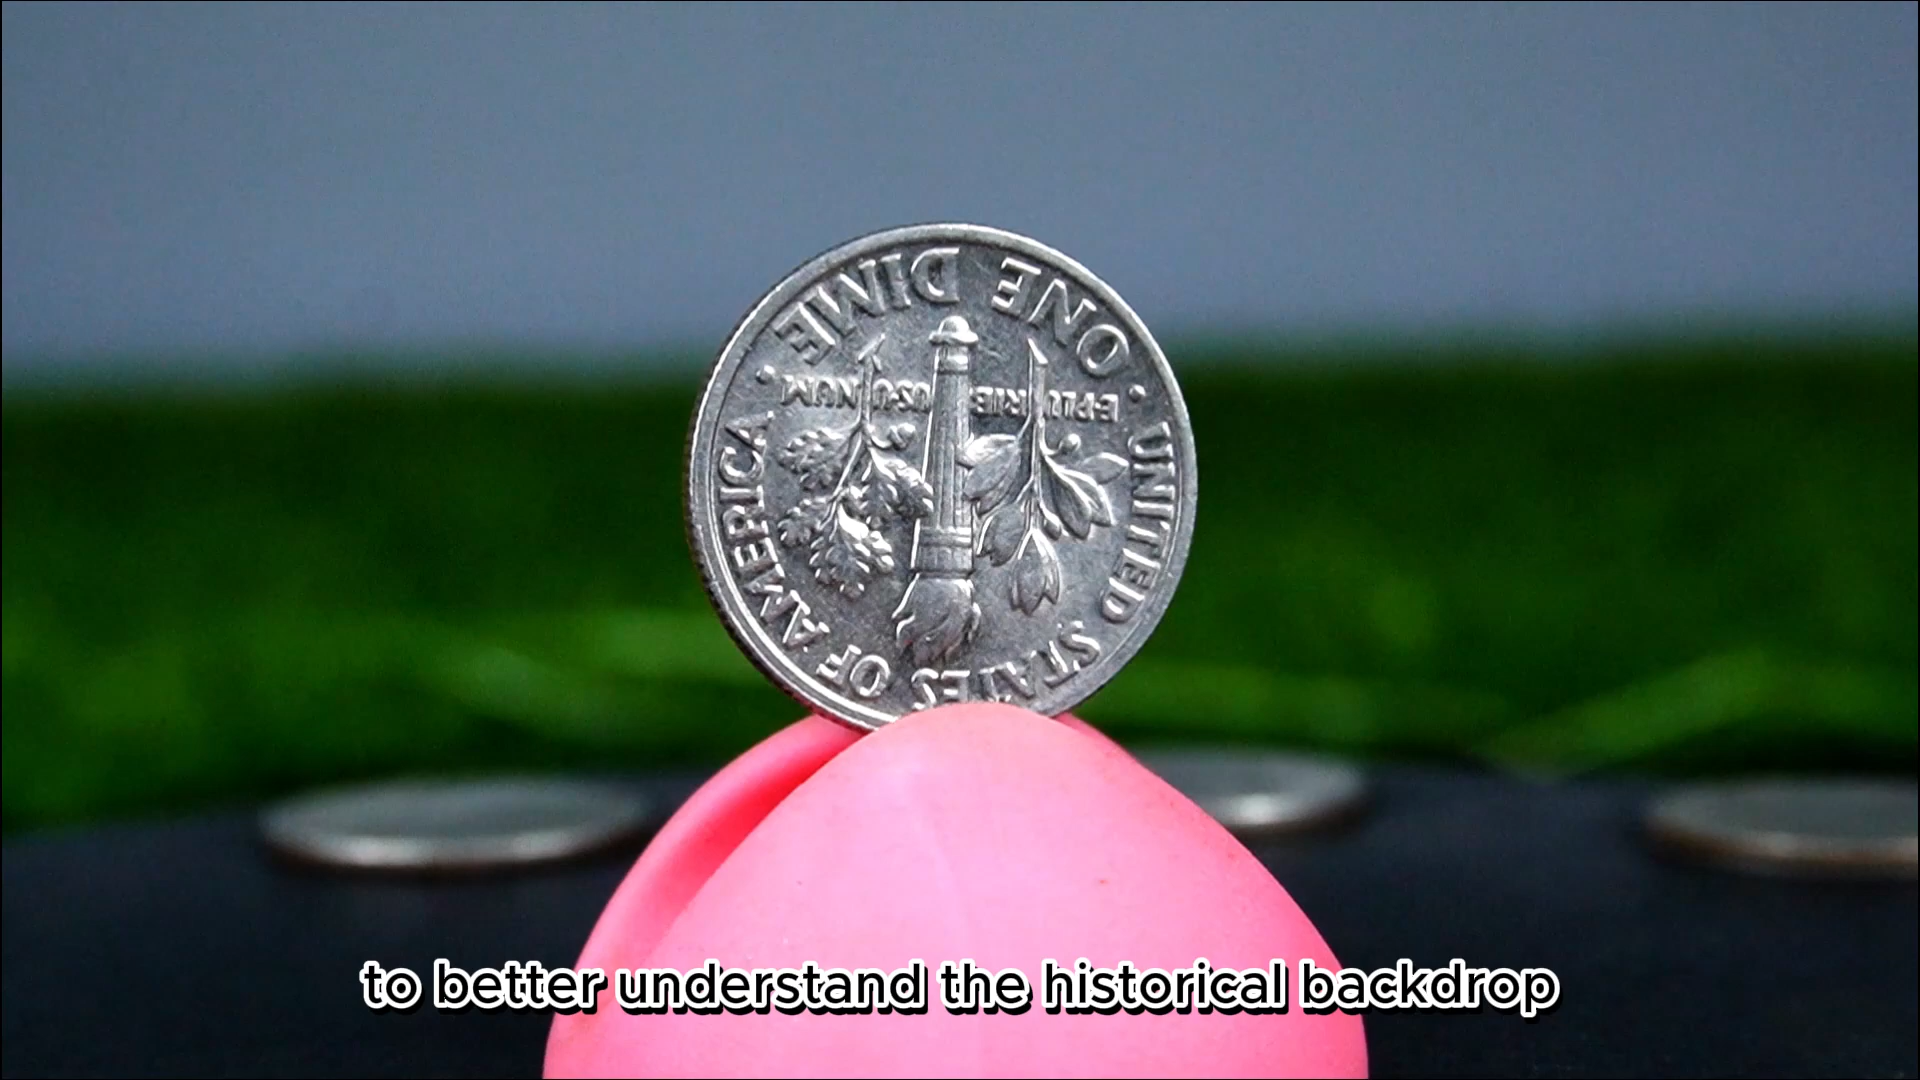 ONE DIME
E·PLURIBUS·UNUM
· UNITED STATES OF AMERICA ·
to better understand the historical backdrop